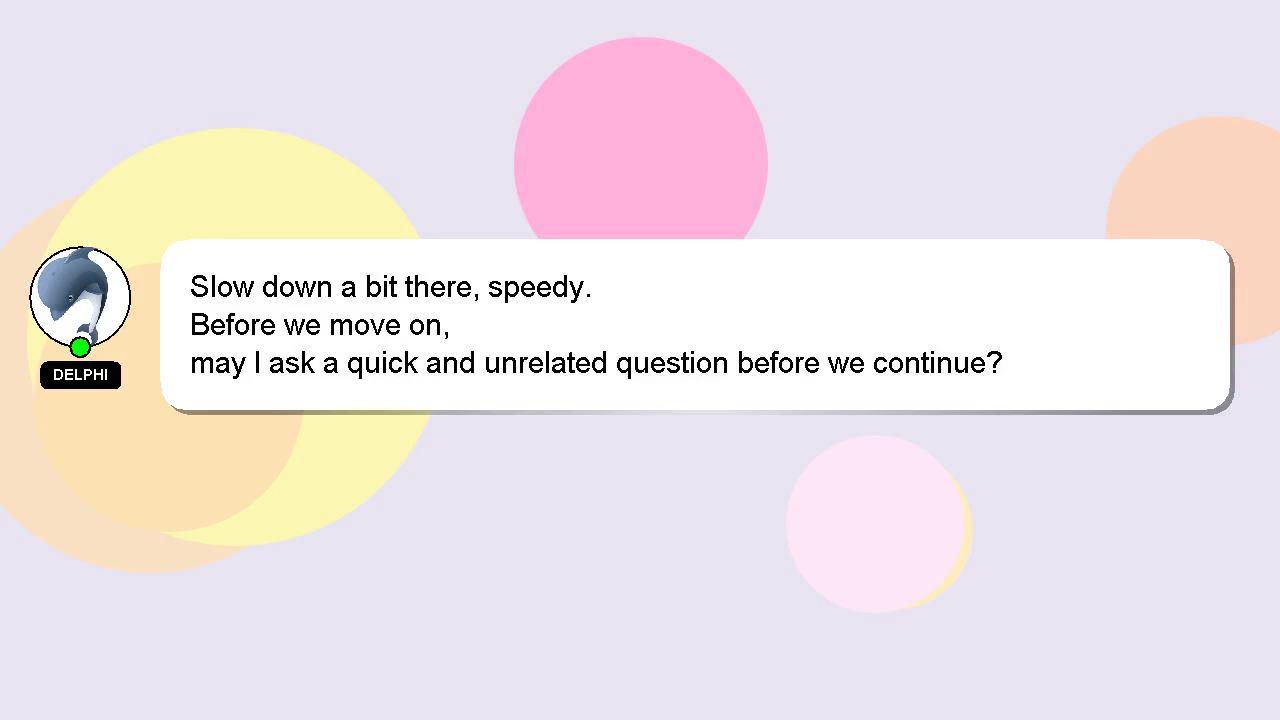 Slow down a bit there, speedy.
Before we move on,
may I ask a quick and unrelated question before we continue?
DELPHI